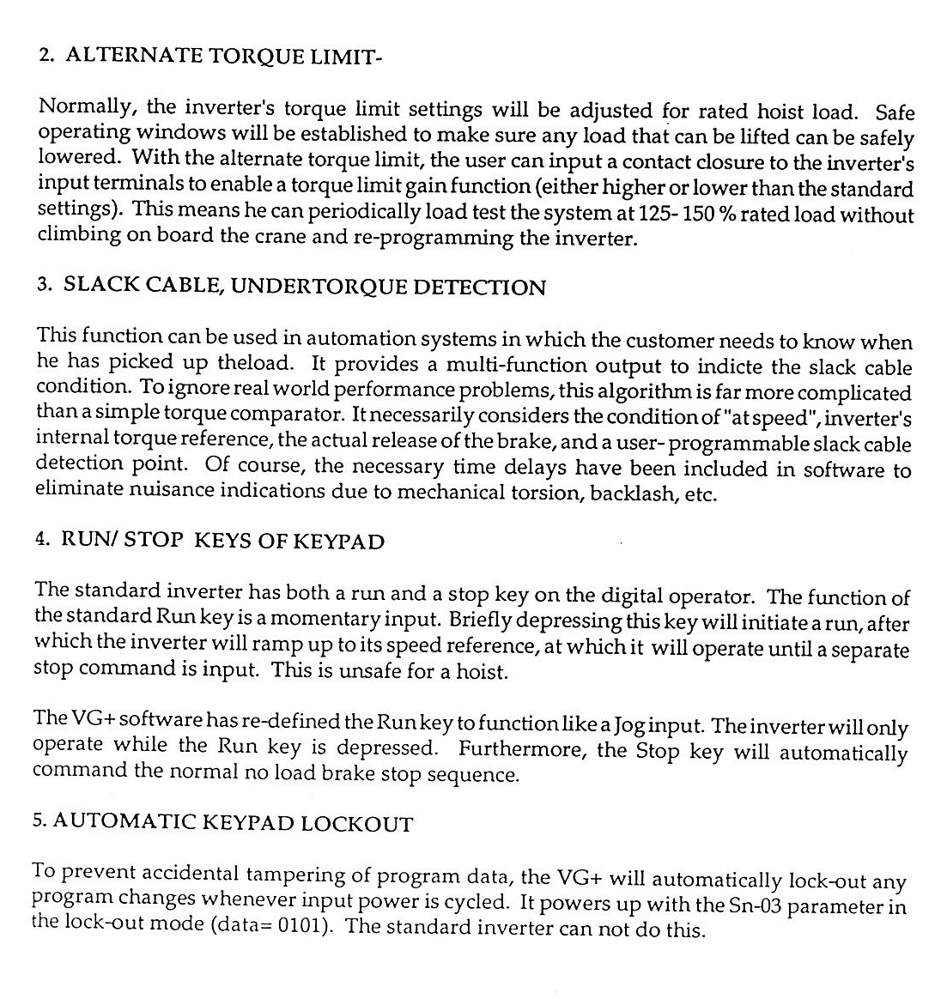 2. ALTERNATE TORQUE LIMIT-
Normally, the inverter's torque limit settings will be adjusted for rated hoist load. Safe
operating windows will be established to make sure any load that can be lifted can be safely
lowered. With the alternate torque limit, the user can input a contact closure to the inverter's
input terminals to enable a torque limit gain function (either higher or lower than the standard
settings). This means he can periodically load test the system at 125- 150 % rated load without
climbing on board the crane and re-programming the inverter.
3. SLACK CABLE, UNDERTORQUE DETECTION
This function can be used in automation systems in which the customer needs to know when
he has picked up theload. It provides a multi-function output to indicte the slack cable
condition. To ignore real world performance problems, this algorithm is far more complicated
than a simple torque comparator. It necessarily considers the condition of "at speed", inverter's
internal torque reference, the actual release of the brake, and a user- programmable slack cable
detection point. Of course, the necessary time delays have been included in software to
eliminate nuisance indications due to mechanical torsion, backlash, etc.
4. RUN/ STOP KEYS OF KEYPAD
The standard inverter has both a run and a stop key on the digital operator. The function of
the standard Run key is a momentary input. Briefly depressing this key will initiate a run, after
which the inverter will ramp up to its speed reference, at which it will operate until a separate
stop command is input. This is unsafe for a hoist.
The VG+ software has re-defined the Run key to function like a Jog input. The inverter will only
operate while the Run key is depressed. Furthermore, the Stop key will automatically
command the normal no load brake stop sequence.
5. AUTOMATIC KEYPAD LOCKOUT
To prevent accidental tampering of program data, the VG+ will automatically lock-out any
program changes whenever input power is cycled. It powers up with the Sn-03 parameter in
the lock-out mode (data= 0101). The standard inverter can not do this.